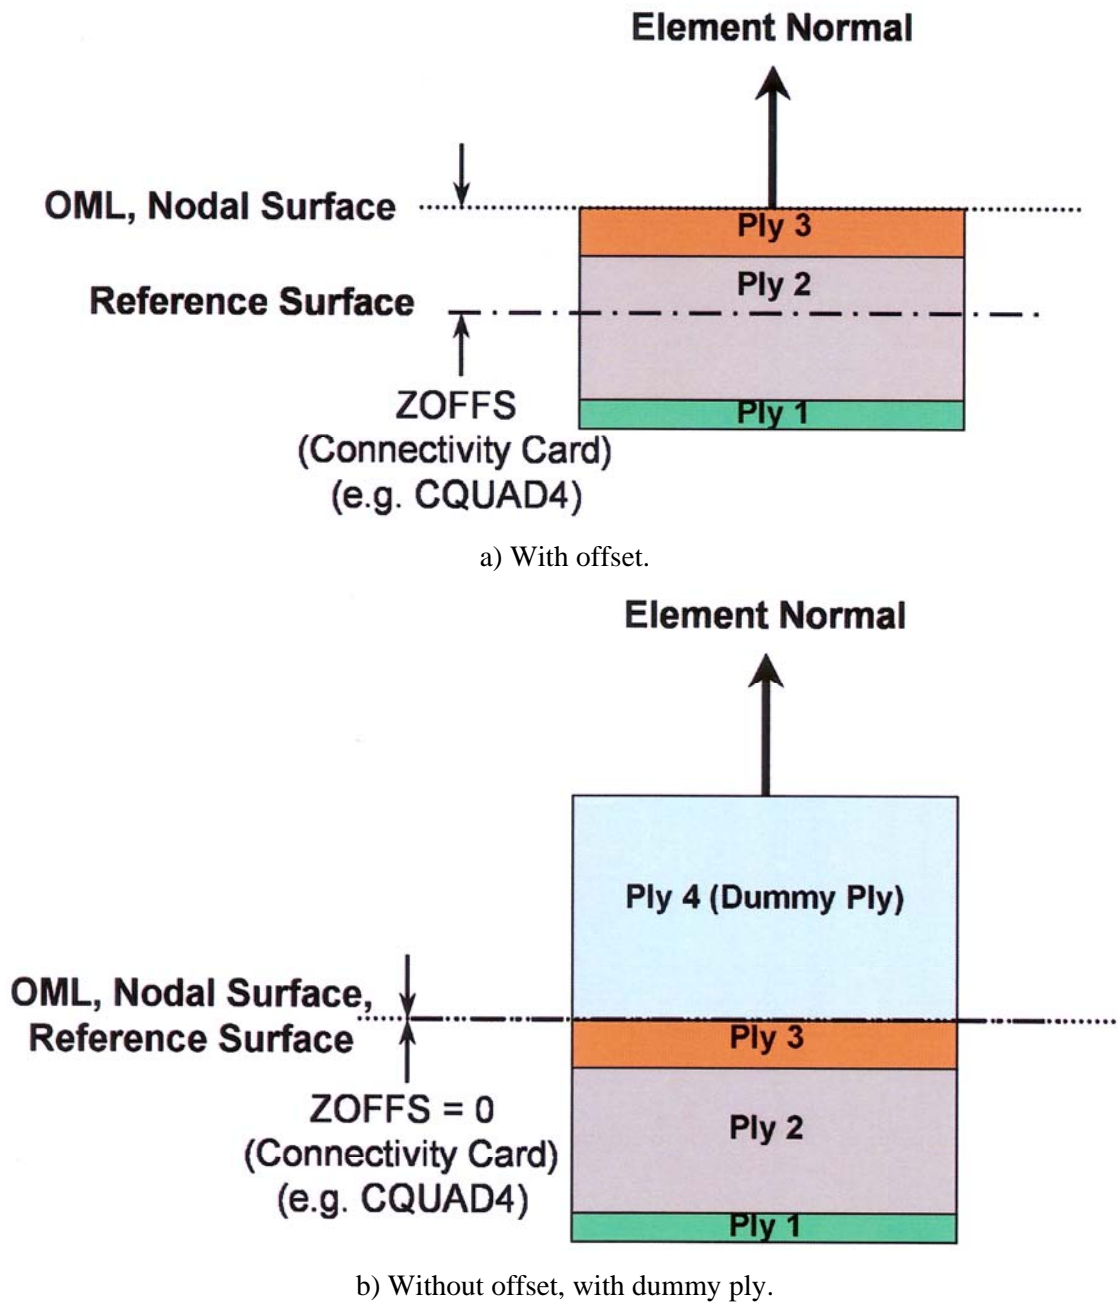 Element Normal
OML, Nodal Surface
Ply 3
Ply 2
Reference Surface
ZOFFS
(Connectivity Card)
(e.g. CQUAD4)
Ply 1
a) With offset.
Element Normal
Ply 4 (Dummy Ply)
OML, Nodal Surface,
Reference Surface
Ply 3
ZOFFS = 0
(Connectivity Card)
(e.g. CQUAD4)
Ply 2
Ply 1
b) Without offset, with dummy ply.